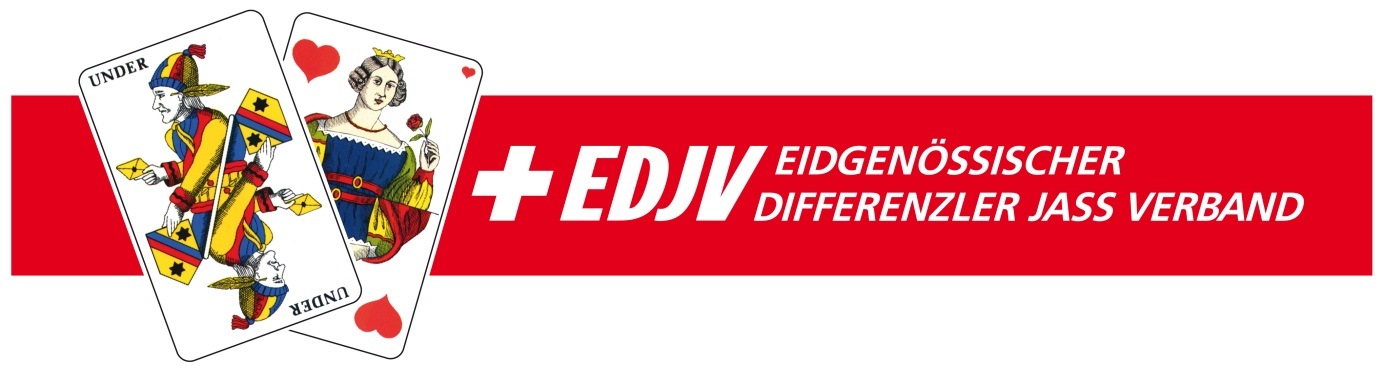 UNDER
UNDER
EDJV
EIDGENÖSSISCHER
DIFFERENZLER JASS VERBAND